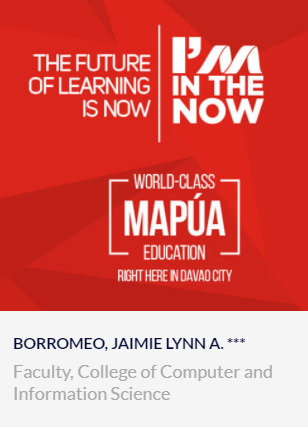 THE FUTURE
OF LEARNING
IS NOW
I'M
IN THE
NOW
WORLD-CLASS
MAPÚA
EDUCATION
RIGHT HERE IN DAVAO CITY
BORROMEO, JAIMIE LYNN A. ***
Faculty, College of Computer and
Information Science